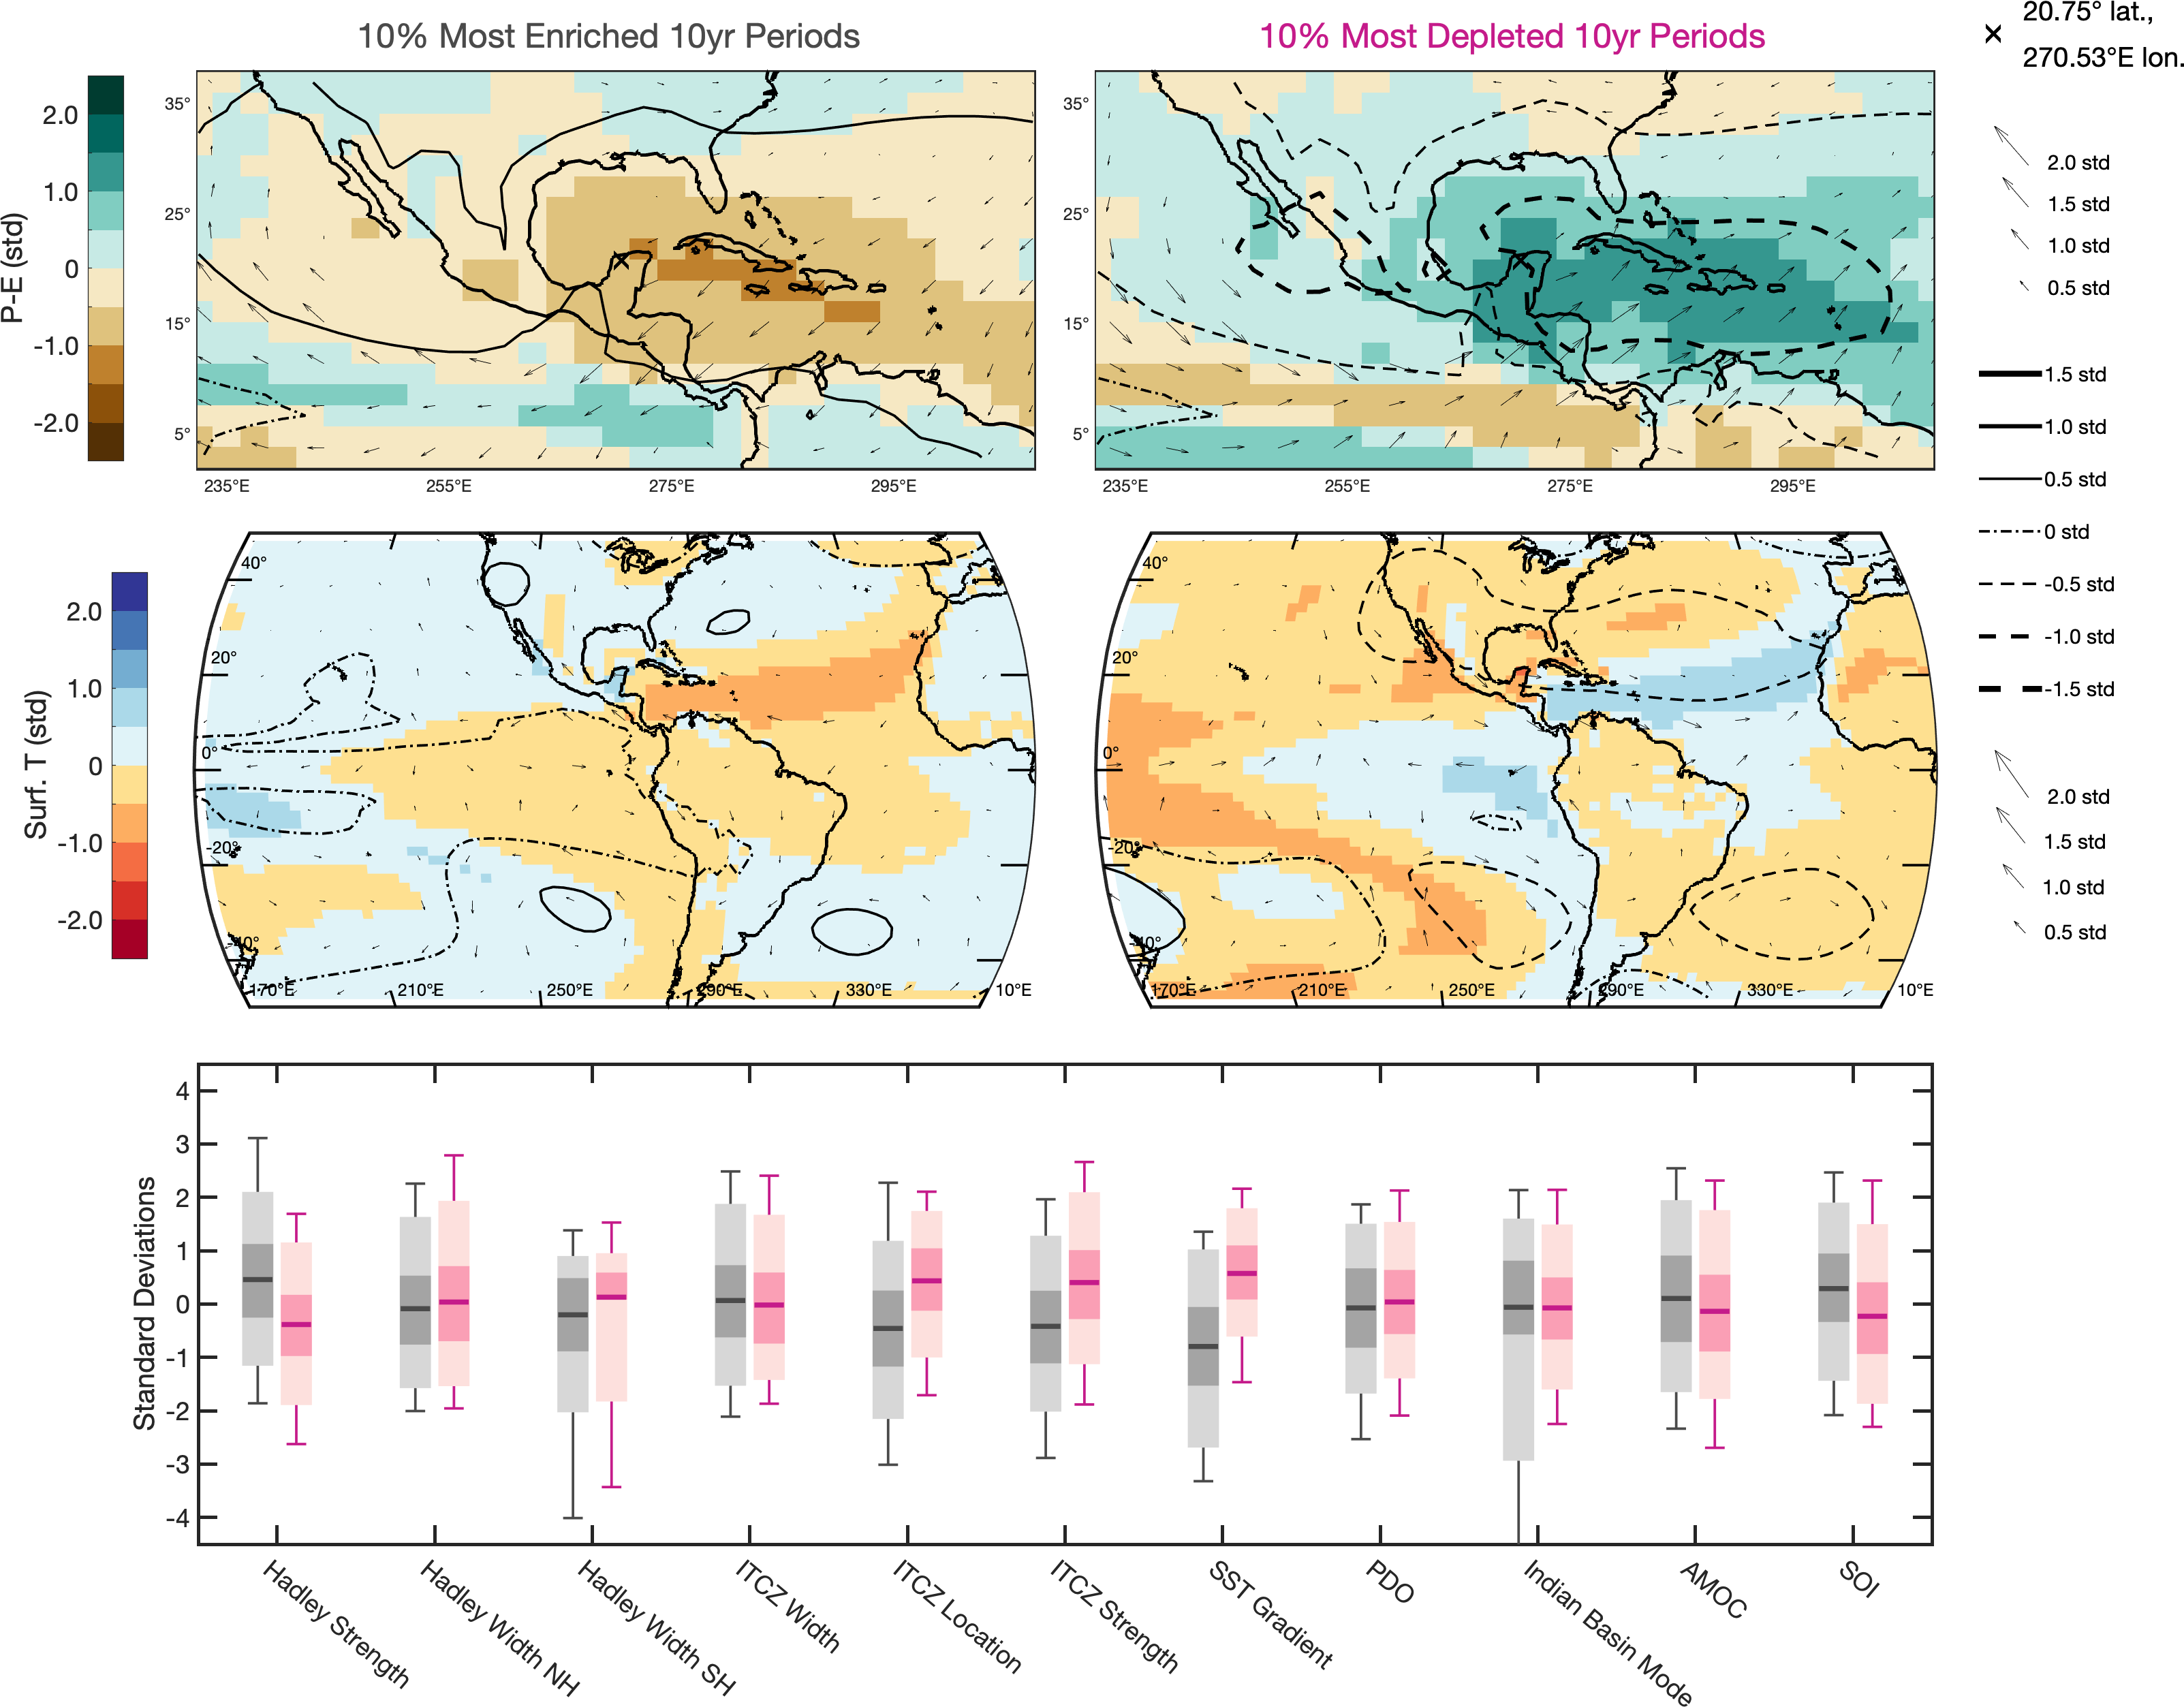 10% Most Enriched 10yr Periods
10% Most Depleted 10yr Periods
× 20.75° lat.,
270.53°E lon.
P-E (std)
2.0
1.0
0
-1.0
-2.0
35°
25°
15°
5°
235°E 255°E 275°E 295°E
35°
25°
15°
5°
235°E 255°E 275°E 295°E
2.0 std
1.5 std
1.0 std
0.5 std
1.5 std
1.0 std
0.5 std
0 std
-0.5 std
-1.0 std
-1.5 std
2.0 std
1.5 std
1.0 std
0.5 std
Surf. T (std)
2.0
1.0
0
-1.0
-2.0
40°
20°
0°
-20°
-40°
170°E 210°E 250°E 290°E 330°E 10°E
40°
20°
0°
-20°
-40°
170°E 210°E 250°E 290°E 330°E 10°E
Standard Deviations
4
3
2
1
0
-1
-2
-3
-4
Hadley Strength
Hadley Width NH
Hadley Width SH
ITCZ Width
ITCZ Location
ITCZ Strength
SST Gradient
PDO
Indian Basin Mode
AMOC
SOI